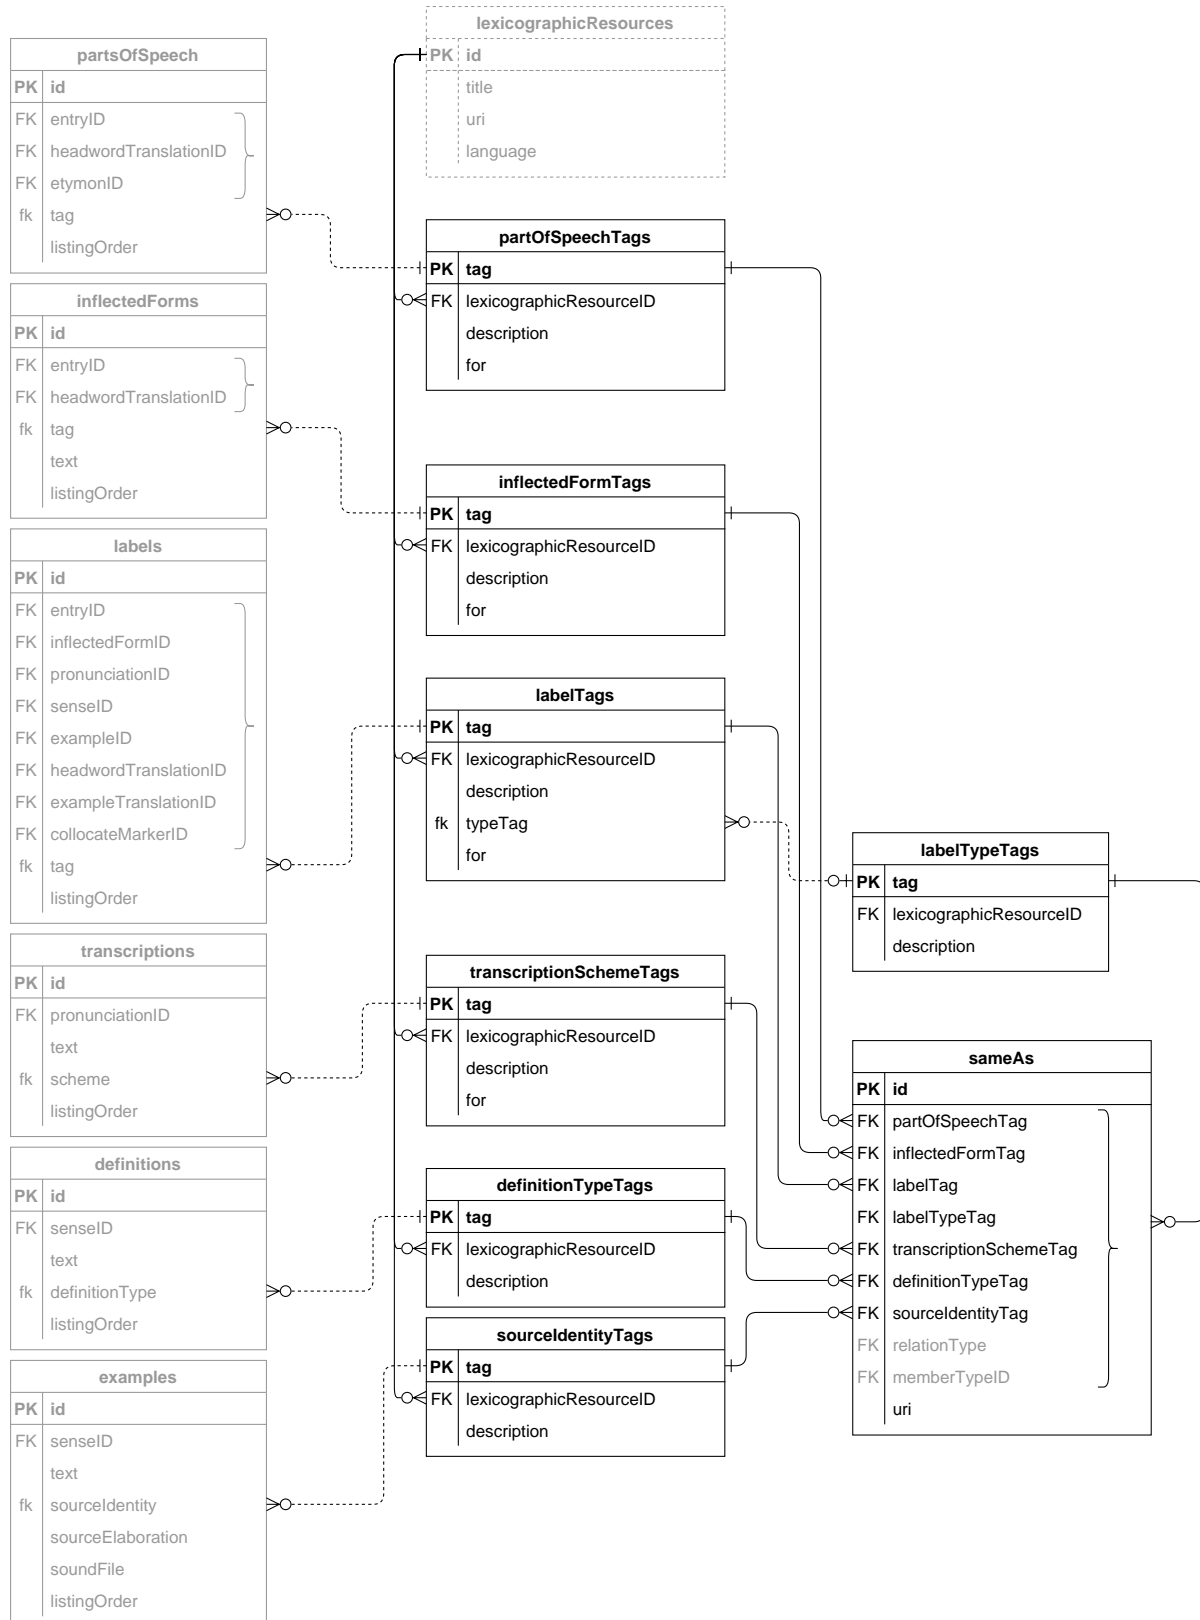 partsOfSpeech
PK id
FK entryID
FK headwordTranslationID
FK etymonID
fk tag
listingOrder
inflectedForms
PK id
FK entryID
FK headwordTranslationID
fk tag
text
listingOrder
labels
PK id
FK entryID
FK inflectedFormID
FK pronunciationID
FK senseID
FK exampleID
FK headwordTranslationID
FK exampleTranslationID
FK collocateMarkerID
fk tag
listingOrder
transcriptions
PK id
FK pronunciationID
text
fk scheme
listingOrder
definitions
PK id
FK senseID
text
fk definitionType
listingOrder
examples
PK id
FK senseID
text
fk sourceIdentity
sourceElaboration
soundFile
listingOrder
lexicographicResources
PK id
title
uri
language
partOfSpeechTags
PK tag
FK lexicographicResourceID
description
for
inflectedFormTags
PK tag
FK lexicographicResourceID
description
for
labelTags
PK tag
FK lexicographicResourceID
description
fk typeTag
for
transcriptionSchemeTags
PK tag
FK lexicographicResourceID
description
for
definitionTypeTags
PK tag
FK lexicographicResourceID
description
sourceIdentityTags
PK tag
FK lexicographicResourceID
description
labelTypeTags
PK tag
FK lexicographicResourceID
description
sameAs
PK id
FK partOfSpeechTag
FK inflectedFormTag
FK labelTag
FK labelTypeTag
FK transcriptionSchemeTag
FK definitionTypeTag
FK sourceIdentityTag
FK relationType
FK memberTypeID
uri